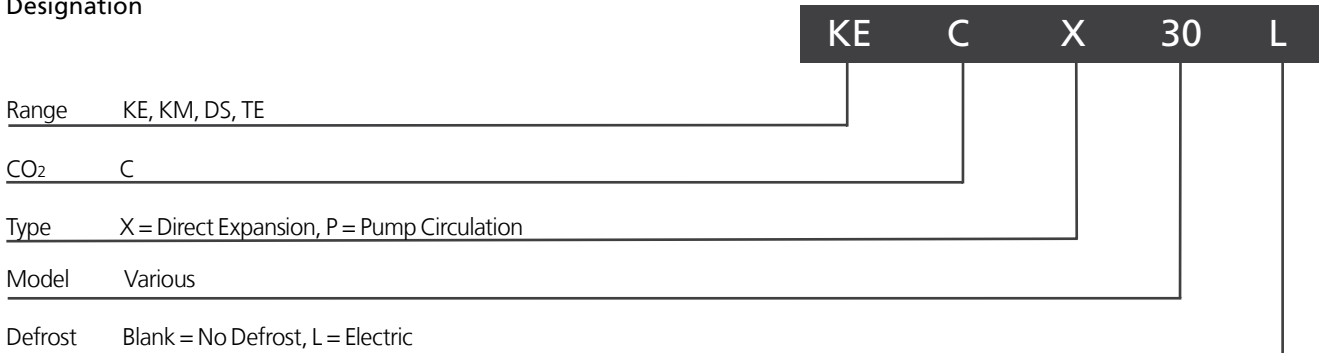 Designation
KE C X 30 L
Range KE, KM, DS, TE
CO2 C
Type X = Direct Expansion, P = Pump Circulation
Model Various
Defrost Blank = No Defrost, L = Electric